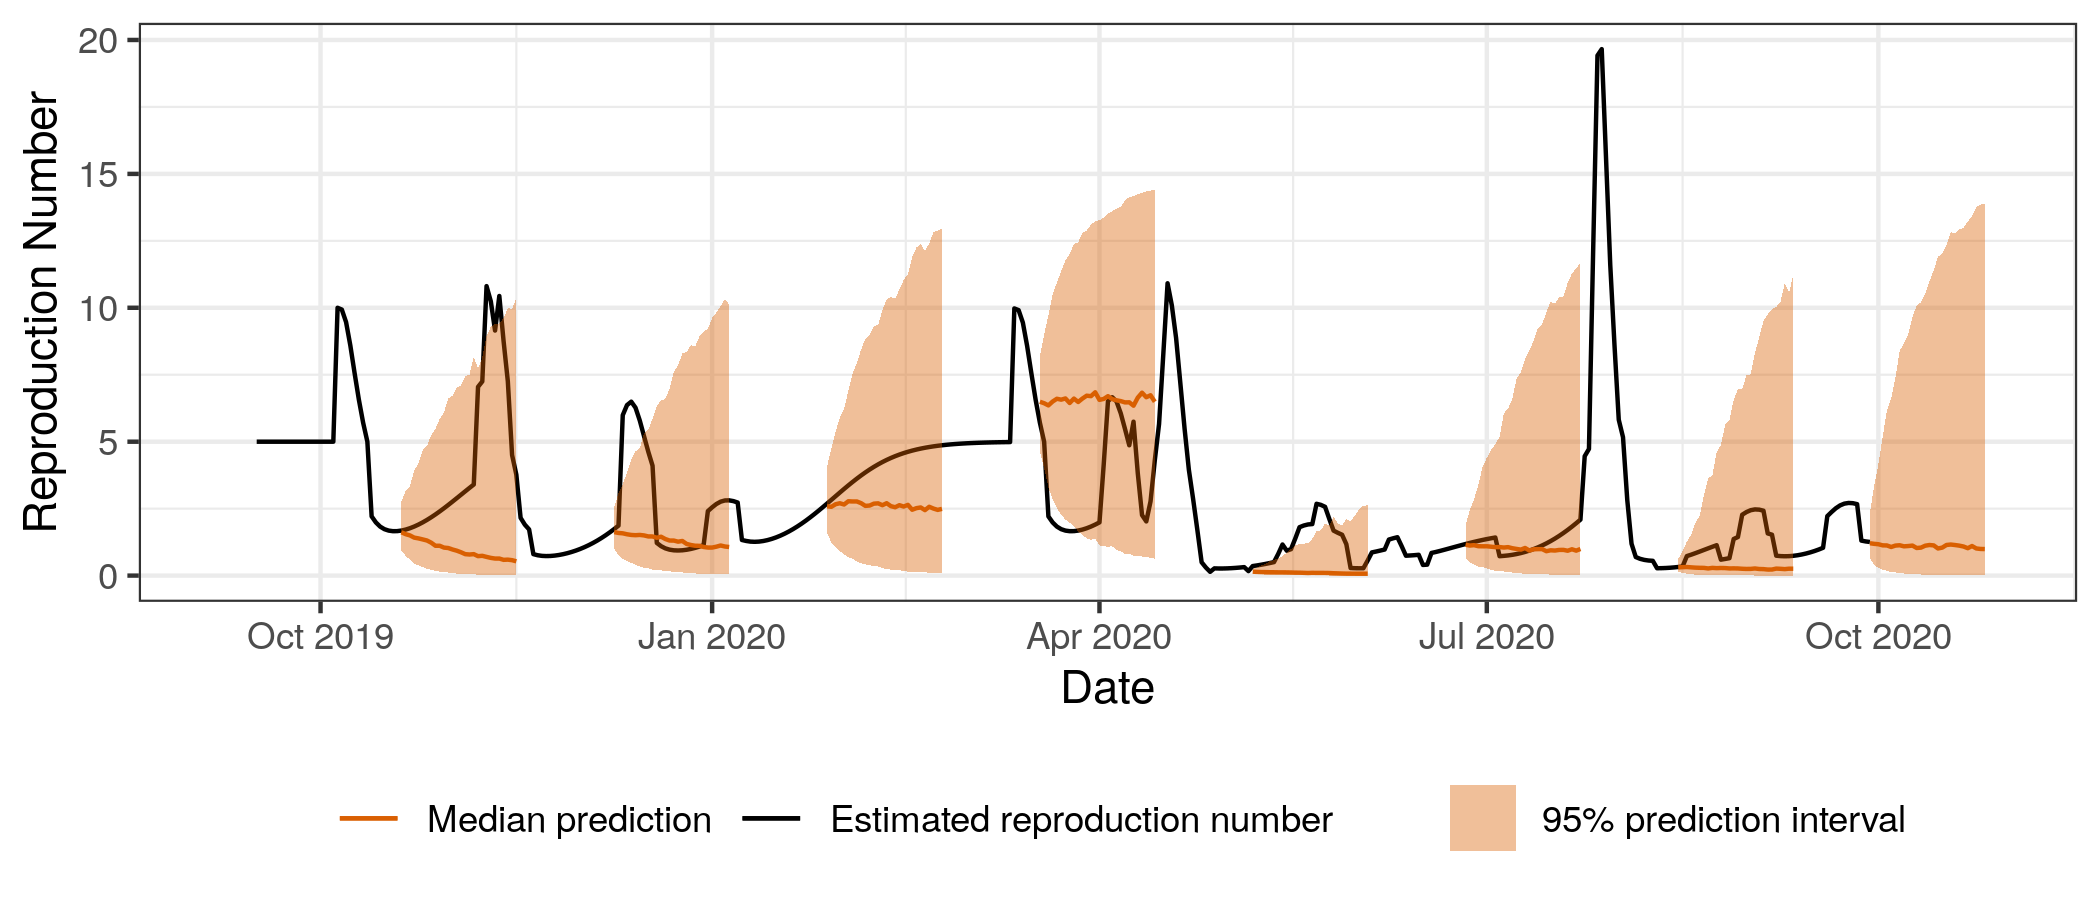 20
15
10
5
0
Reproduction Number
Oct 2019 Jan 2020 Apr 2020 Jul 2020 Oct 2020
Date
Median prediction Estimated reproduction number 95% prediction interval